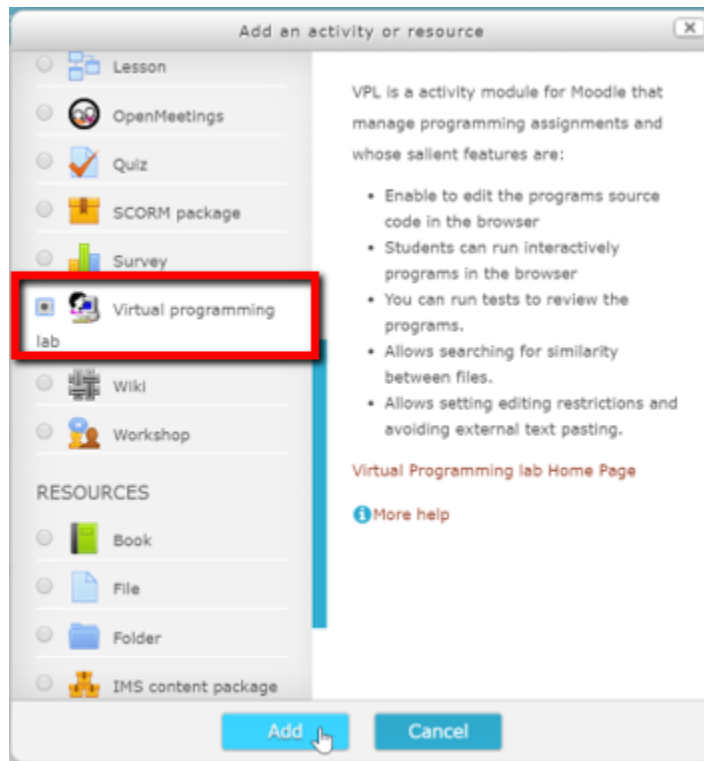 Add an activity or resource
Lesson
OpenMeetings
Quiz
SCORM package
Survey
Virtual programming
lab
Wiki
Workshop
RESOURCES
Book
File
Folder
IMS content package
VPL is a activity module for Moodle that
manage programming assignments and
whose salient features are:
• Enable to edit the programs source
code in the browser
• Students can run interactively
programs in the browser
• You can run tests to review the
programs.
• Allows searching for similarity
between files.
• Allows setting editing restrictions and
avoiding external text pasting.
Virtual Programming lab Home Page
More help
Add
Cancel